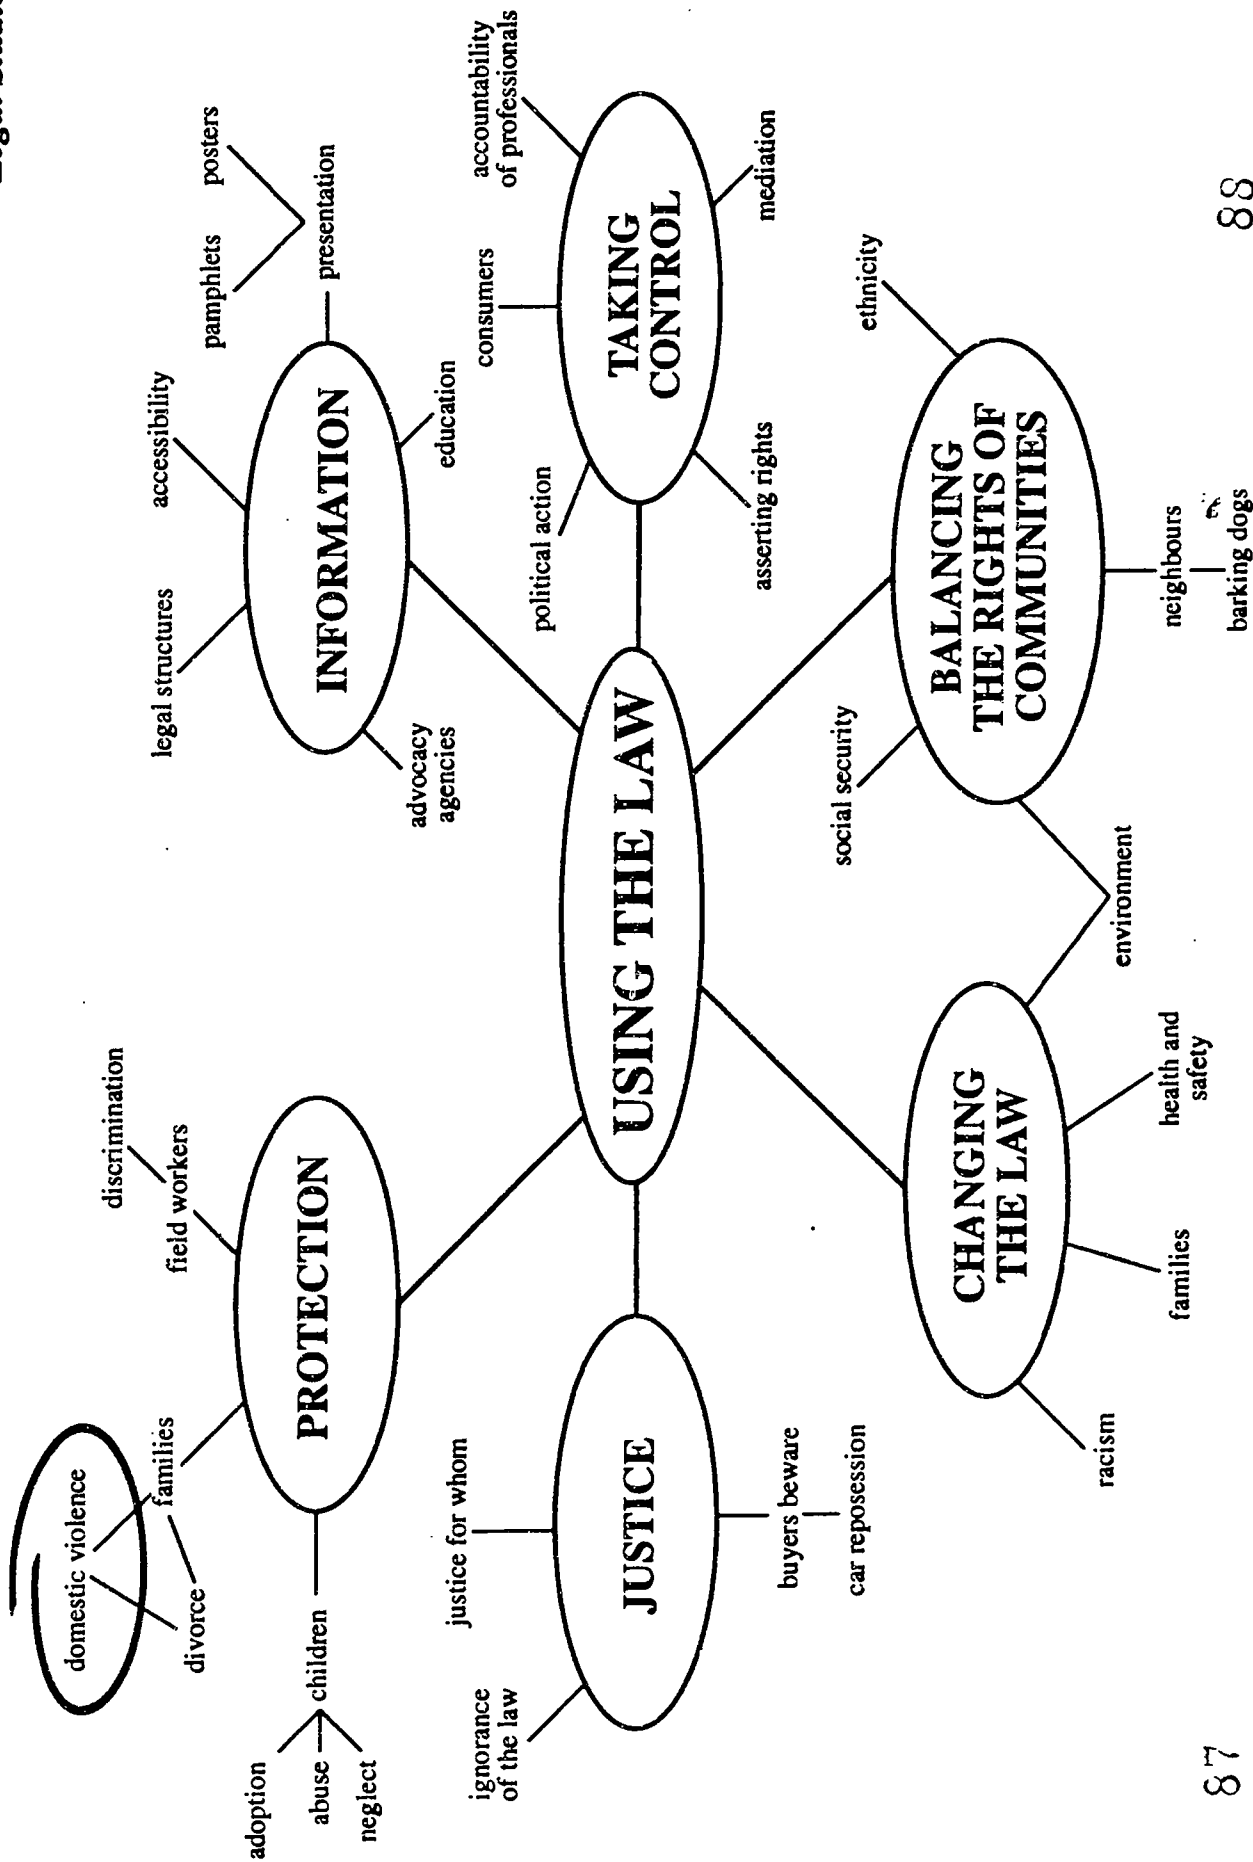 domestic violence
families
divorce
discrimination
field workers
PROTECTION
children
adoption
abuse
neglect
legal structures
accessibility
pamphlets
posters
presentation
INFORMATION
advocacy
agencies
education
USING THE LAW
ignorance
of the law
justice for whom
JUSTICE
buyers beware
car reposession
political action
consumers
accountability
of professionals
TAKING
CONTROL
asserting rights
mediation
CHANGING
THE LAW
racism
families
health and
safety
environment
social security
ethnicity
BALANCING
THE RIGHTS OF
COMMUNITIES
neighbours
barking dogs
87
88